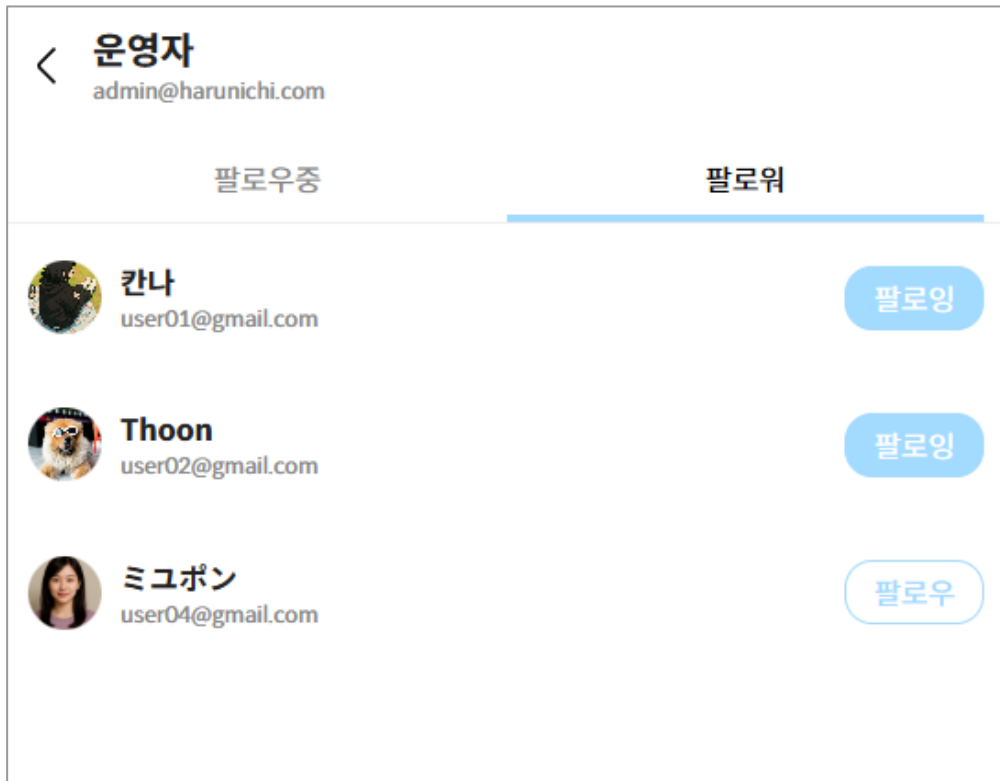 운영자
admin@harunichi.com
팔로우중
팔로워
칸나
user01@gmail.com
팔로잉
Thoon
user02@gmail.com
팔로잉
ミユポン
user04@gmail.com
팔로우